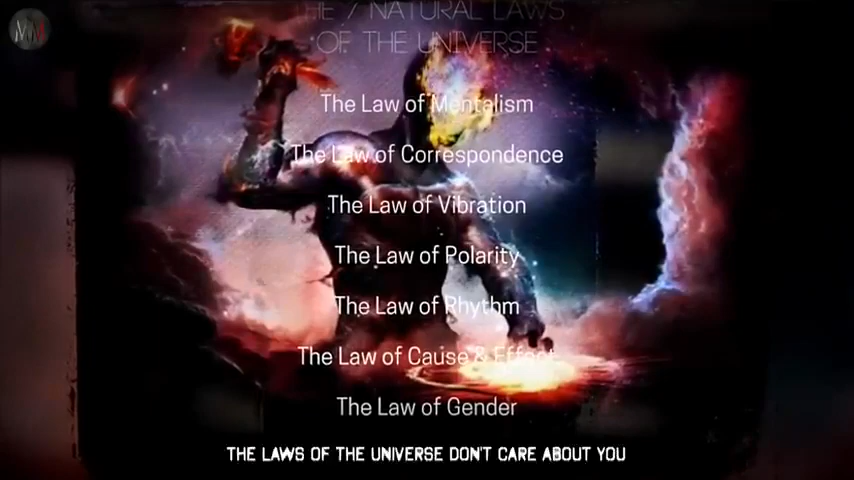 MM
THE 7 NATURAL LAWS
OF THE UNIVERSE
The Law of Mentalism
The Law of Correspondence
The Law of Vibration
The Law of Polarity
The Law of Rhythm
The Law of Cause & Effect
The Law of Gender
THE LAWS OF THE UNIVERSE DON'T CARE ABOUT YOU